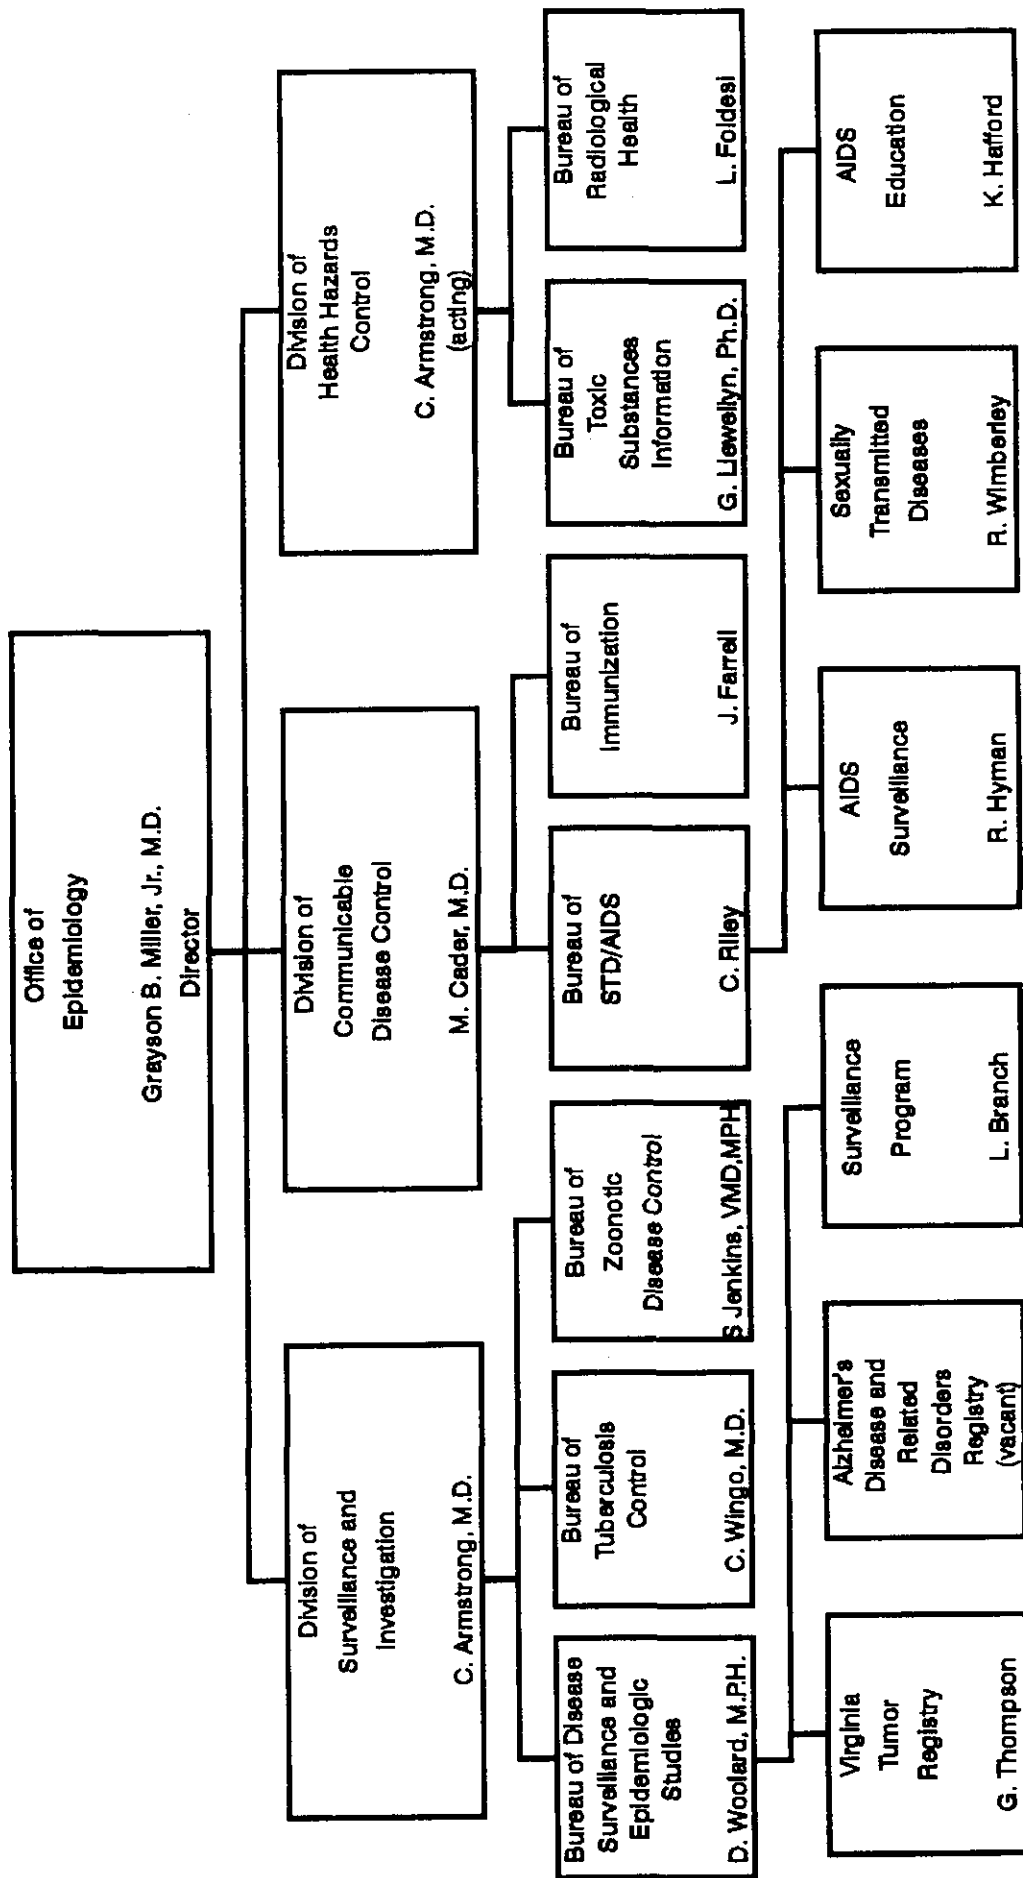 Office of
Epidemiology
Grayson B. Miller, Jr., M.D.
Director
Division of
Surveillance and
Investigation
C. Armstrong, M.D.
Division of
Communicable
Disease Control
M. Cader, M.D.
Division of
Health Hazards
Control
C. Armstrong, M.D.
(acting)
Bureau of Disease
Surveillance and
Epidemiologic
Studies
D. Woolard, M.P.H.
Bureau of
Tuberculosis
Control
C. Wingo, M.D.
Bureau of
Zoonotic
Disease Control
S Jenkins, VMD,MPH
Bureau of
STD/AIDS
C. Riley
Bureau of
Immunization
J. Farrell
Bureau of
Toxic
Substances
Information
G. Llewellyn, Ph.D.
Bureau of
Radiological
Health
L. Foldesi
Virginia
Tumor
Registry
G. Thompson
Alzheimer's
Disease and
Related
Disorders
Registry
(vacant)
Surveillance
Program
L. Branch
AIDS
Surveillance
R. Hyman
Sexually
Transmitted
Diseases
R. Wimberley
AIDS
Education
K. Hafford